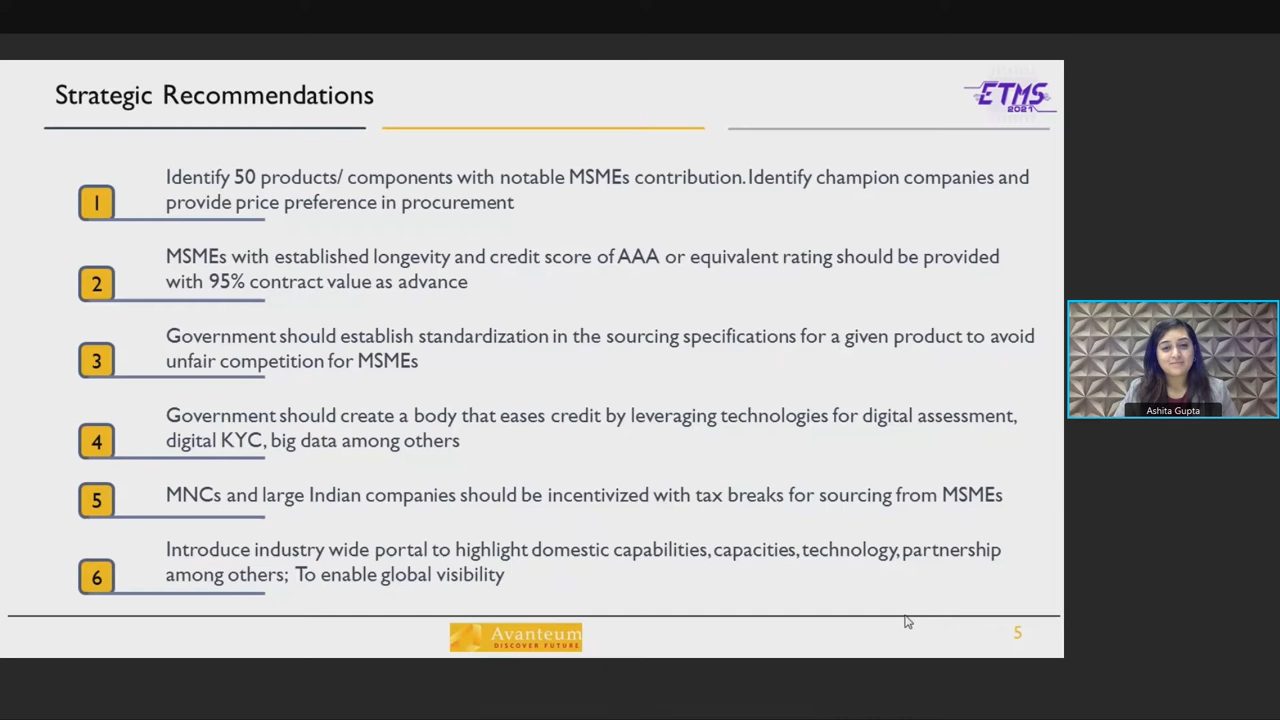 Strategic Recommendations
ETMS
2021
1
Identify 50 products/ components with notable MSMEs contribution. Identify champion companies and
provide price preference in procurement
2
MSMEs with established longevity and credit score of AAA or equivalent rating should be provided
with 95% contract value as advance
3
Government should establish standardization in the sourcing specifications for a given product to avoid
unfair competition for MSMEs
4
Government should create a body that eases credit by leveraging technologies for digital assessment,
digital KYC, big data among others
5
MNCs and large Indian companies should be incentivized with tax breaks for sourcing from MSMEs
6
Introduce industry wide portal to highlight domestic capabilities, capacities, technology, partnership
among others; To enable global visibility
Avanteum
DISCOVER FUTURE
5
Ashita Gupta